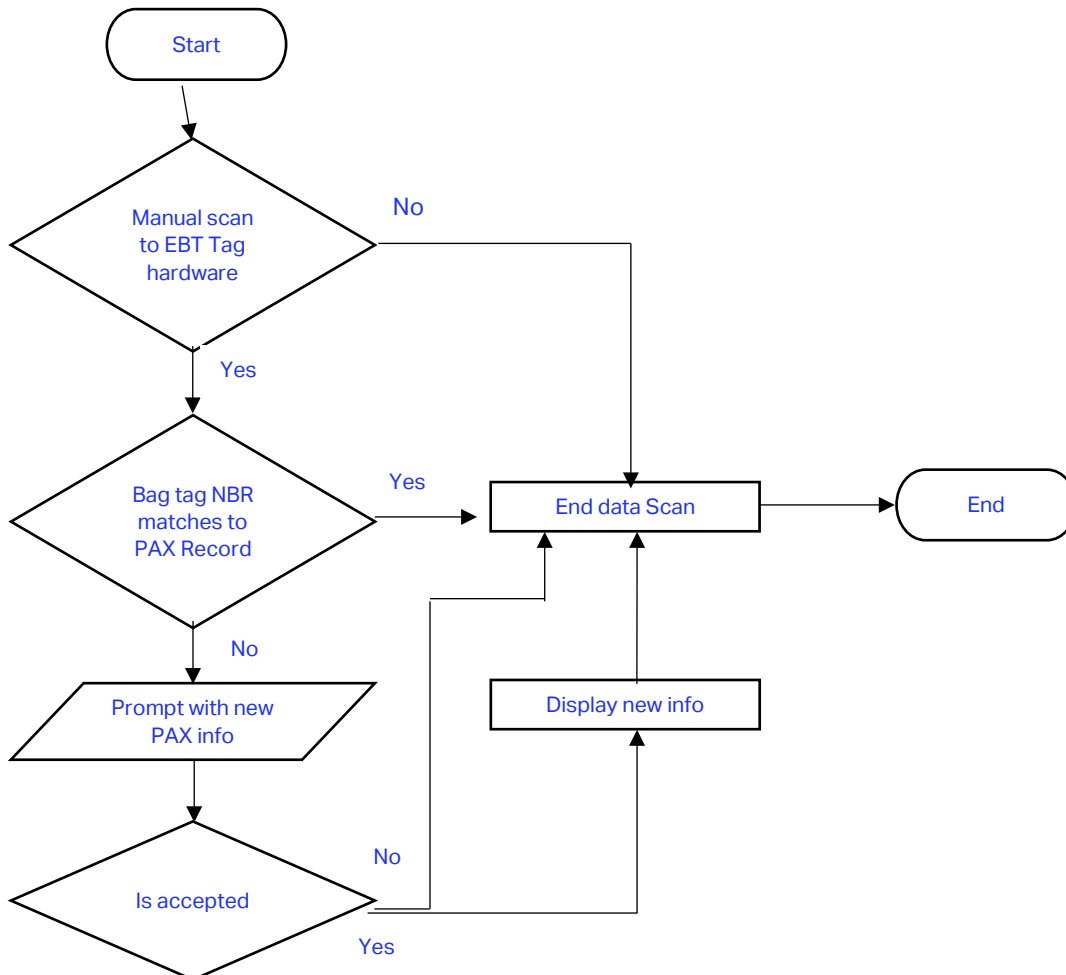 Start
Manual scan
to EBT Tag
hardware
No
Yes
Bag tag NBR
matches to
PAX Record
Yes
End data Scan
End
No
Prompt with new
PAX info
Display new info
Is accepted
No
Yes